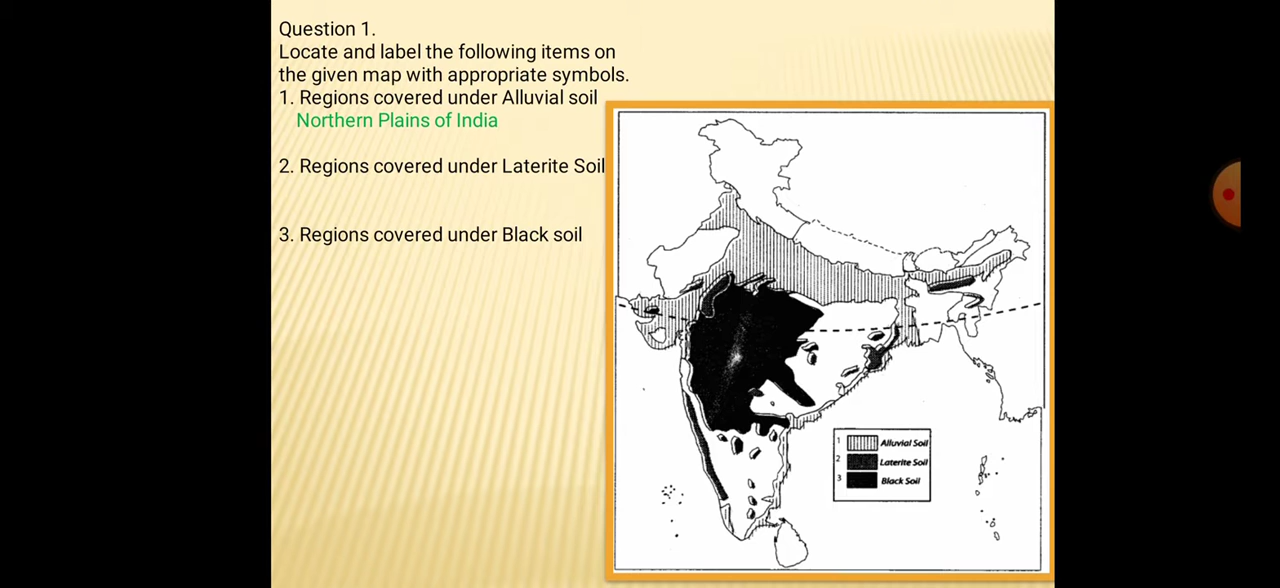 Question 1.
Locate and label the following items on
the given map with appropriate symbols.
1. Regions covered under Alluvial soil
Northern Plains of India
2. Regions covered under Laterite Soil
3. Regions covered under Black soil
1 Alluvial Soil
2 Laterite Soil
3 Black Soil